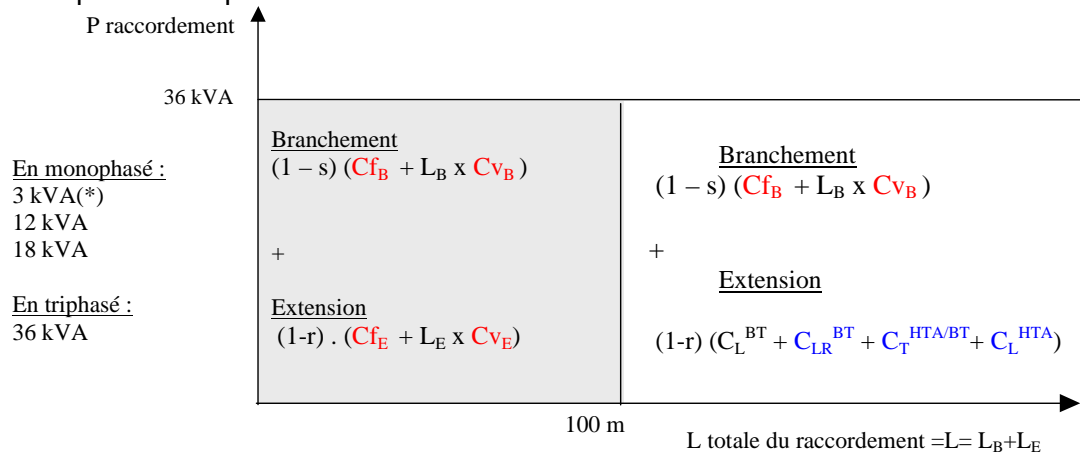 P raccordement
36 kVA
En monophasé :
3 kVA(*)
12 kVA
18 kVA
En triphasé :
36 kVA
Branchement
(1 – s) (Cf_B + L_B x Cv_B )
+
Extension
(1-r) . (Cf_E + L_E x Cv_E)
Branchement
(1 – s) (Cf_B + L_B x Cv_B )
+
Extension
(1-r) (C_L^BT + C_LR^BT + C_T^HTA/BT + C_L^HTA)
100 m
L totale du raccordement =L= L_B+L_E